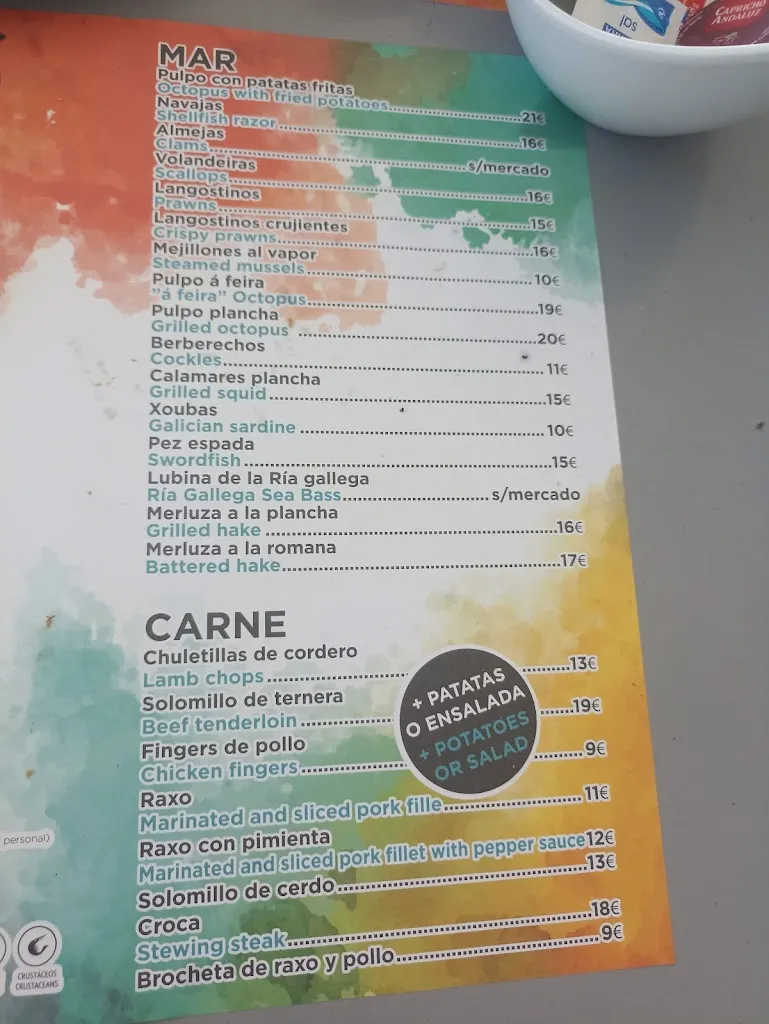 CAPRICHO
ANDALUZ
sal
MAR
Pulpo con patatas fritas
Octopus with fried potatoes.....21€
Navajas
Shellfish razor.....16€
Almejas
Clams.....s/mercado
Volandeiras
Scallops.....16€
Langostinos
Prawns.....15€
Langostinos crujientes
Crispy prawns.....16€
Mejillones al vapor
Steamed mussels.....10€
Pulpo á feira
"á feira" Octopus.....19€
Pulpo plancha
Grilled octopus.....20€
Berberechos
Cockles.....11€
Calamares plancha
Grilled squid.....15€
Xoubas
Galician sardine.....10€
Pez espada
Swordfish.....15€
Lubina de la Ría gallega
Ría Gallega Sea Bass.....s/mercado
Merluza a la plancha
Grilled hake.....16€
Merluza a la romana
Battered hake.....17€
CARNE
Chuletillas de cordero
Lamb chops.....13€
Solomillo de ternera
Beef tenderloin.....19€
Fingers de pollo
Chicken fingers.....9€
+ PATATAS
O ENSALADA
+ POTATOES
OR SALAD
Raxo
Marinated and sliced pork fille.....11€
Raxo con pimienta
Marinated and sliced pork fillet with pepper sauce 12€
Solomillo de cerdo.....13€
Croca
Stewing steak.....18€
Brocheta de raxo y pollo.....9€
personal)
CRUSTÁCEOS
CRUSTACEANS